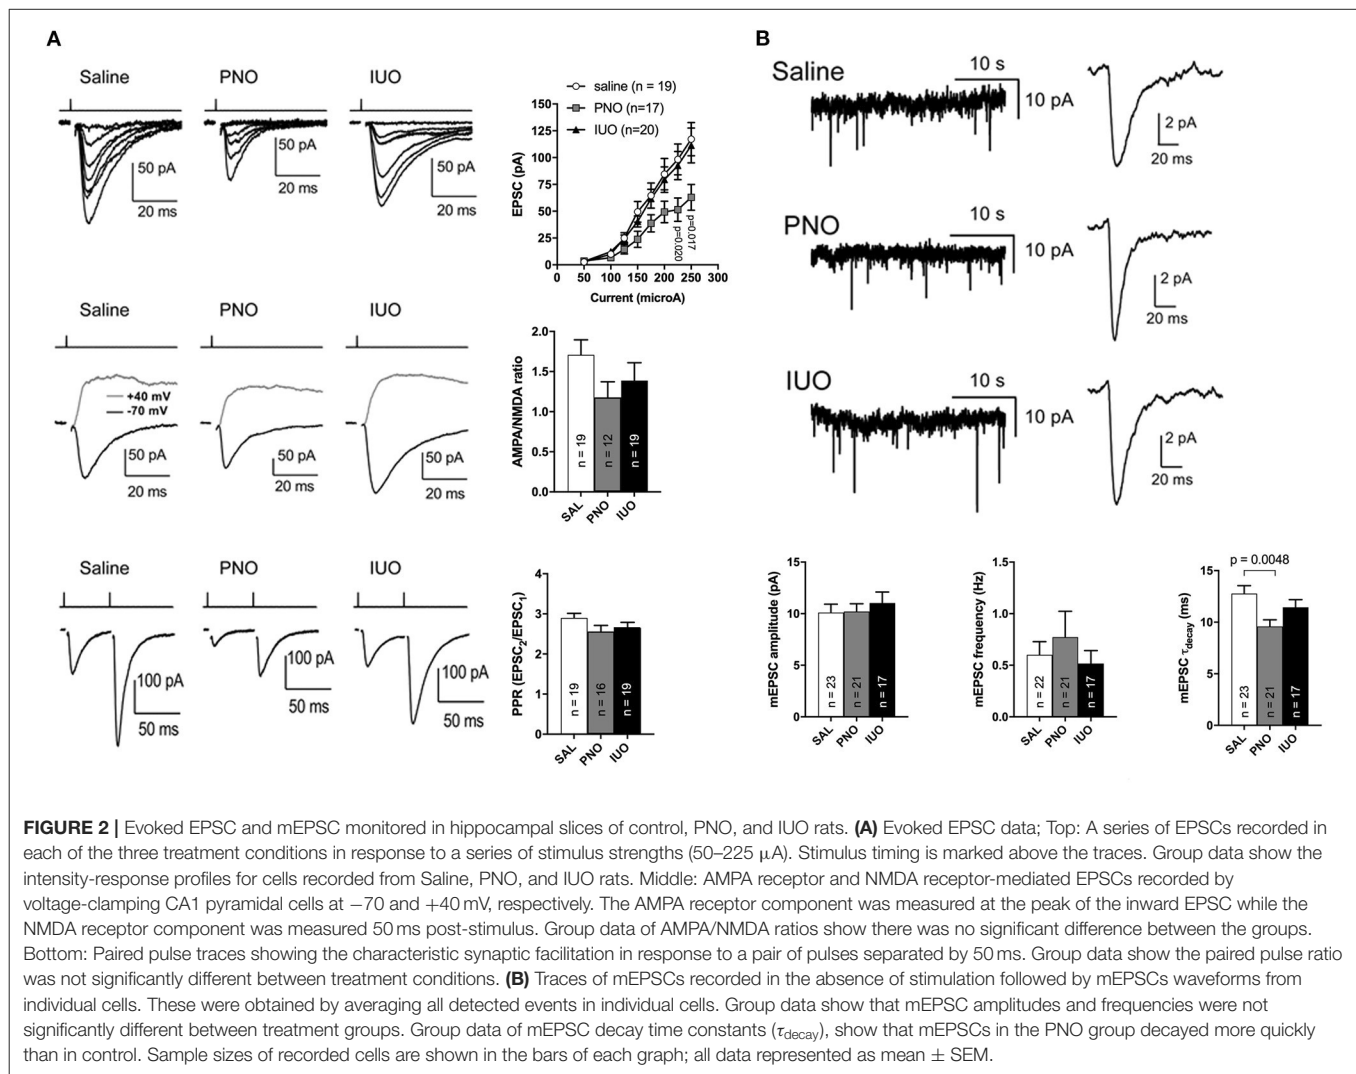 A
Saline
PNO
IUO
50 pA
20 ms
50 pA
20 ms
50 pA
20 ms
saline (n = 19)
PNO (n=17)
IUO (n=20)
EPSC (pA)
150
125
100
75
50
25
0
0 50 100 150 200 250 300
Current (microA)
p=0.020
p=0.017
Saline
PNO
IUO
+40 mV
-70 mV
50 pA
20 ms
50 pA
20 ms
50 pA
20 ms
AMPA/NMDA ratio
2.0
1.5
1.0
0.5
0.0
n = 19
n = 12
n = 19
SAL
PNO
IUO
Saline
PNO
IUO
100 pA
50 ms
100 pA
50 ms
100 pA
50 ms
PPR (EPSC2/EPSC1)
4
3
2
1
0
n = 19
n = 16
n = 19
SAL
PNO
IUO
B
Saline
10 s
10 pA
2 pA
20 ms
PNO
10 s
10 pA
2 pA
20 ms
IUO
10 s
10 pA
2 pA
20 ms
mEPSC amplitude (pA)
15
10
5
0
n = 23
n = 21
n = 17
SAL
PNO
IUO
mEPSC frequency (Hz)
1.5
1.0
0.5
0.0
n = 22
n = 21
n = 17
SAL
PNO
IUO
p = 0.0048
mEPSC τdecay (ms)
15
10
5
0
n = 23
n = 21
n = 17
SAL
PNO
IUO
FIGURE 2 | Evoked EPSC and mEPSC monitored in hippocampal slices of control, PNO, and IUO rats. (A) Evoked EPSC data; Top: A series of EPSCs recorded in
each of the three treatment conditions in response to a series of stimulus strengths (50–225 μA). Stimulus timing is marked above the traces. Group data show the
intensity-response profiles for cells recorded from Saline, PNO, and IUO rats. Middle: AMPA receptor and NMDA receptor-mediated EPSCs recorded by
voltage-clamping CA1 pyramidal cells at −70 and +40 mV, respectively. The AMPA receptor component was measured at the peak of the inward EPSC while the
NMDA receptor component was measured 50 ms post-stimulus. Group data of AMPA/NMDA ratios show there was no significant difference between the groups.
Bottom: Paired pulse traces showing the characteristic synaptic facilitation in response to a pair of pulses separated by 50 ms. Group data show the paired pulse ratio
was not significantly different between treatment conditions. (B) Traces of mEPSCs recorded in the absence of stimulation followed by mEPSCs waveforms from
individual cells. These were obtained by averaging all detected events in individual cells. Group data show that mEPSC amplitudes and frequencies were not
significantly different between treatment groups. Group data of mEPSC decay time constants (τdecay), show that mEPSCs in the PNO group decayed more quickly
than in control. Sample sizes of recorded cells are shown in the bars of each graph; all data represented as mean ± SEM.